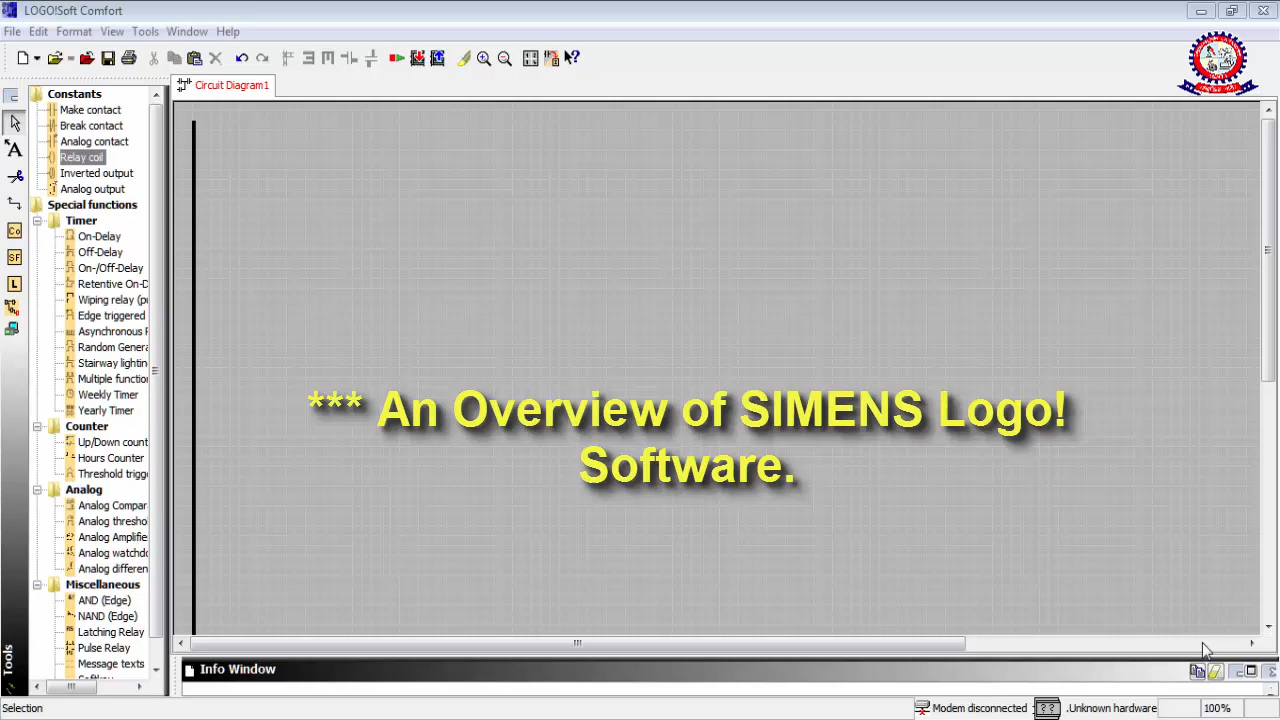 LOGO!Soft Comfort
File Edit Format View Tools Window Help
Circuit Diagram1
Constants
Make contact
Break contact
Analog contact
Relay coil
Inverted output
Analog output
Special functions
Timer
On-Delay
Off-Delay
On-/Off-Delay
Retentive On-D
Wiping relay (pu
Edge triggered
Asynchronous P
Random Genera
Stairway lightin
Multiple functio
Weekly Timer
Yearly Timer
Counter
Up/Down count
Hours Counter
Threshold trigg
Analog
Analog Compar
Analog thresho
Analog Amplifie
Analog watchdo
Analog differen
Miscellaneous
AND (Edge)
NAND (Edge)
Latching Relay
Pulse Relay
Message texts
Co
SF
L
Tools
*** An Overview of SIMENS Logo!
Software.
Info Window
Selection
Modem disconnected
? ?
.Unknown hardware
100%